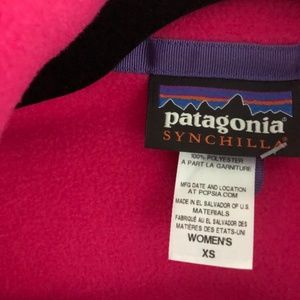 patagonia®
SYNCHILLA
100% POLYESTER
A PART LA GARNITURE
MFG DATE AND LOCATION
AT PCPSIA.COM
MADE IN EL SALVADOR OF U.S.
MATERIALS
FABRIQUÉ AU EL SALVADOR DES
MATIÈRES DES ETATS-UNI
WOMEN'S
XS